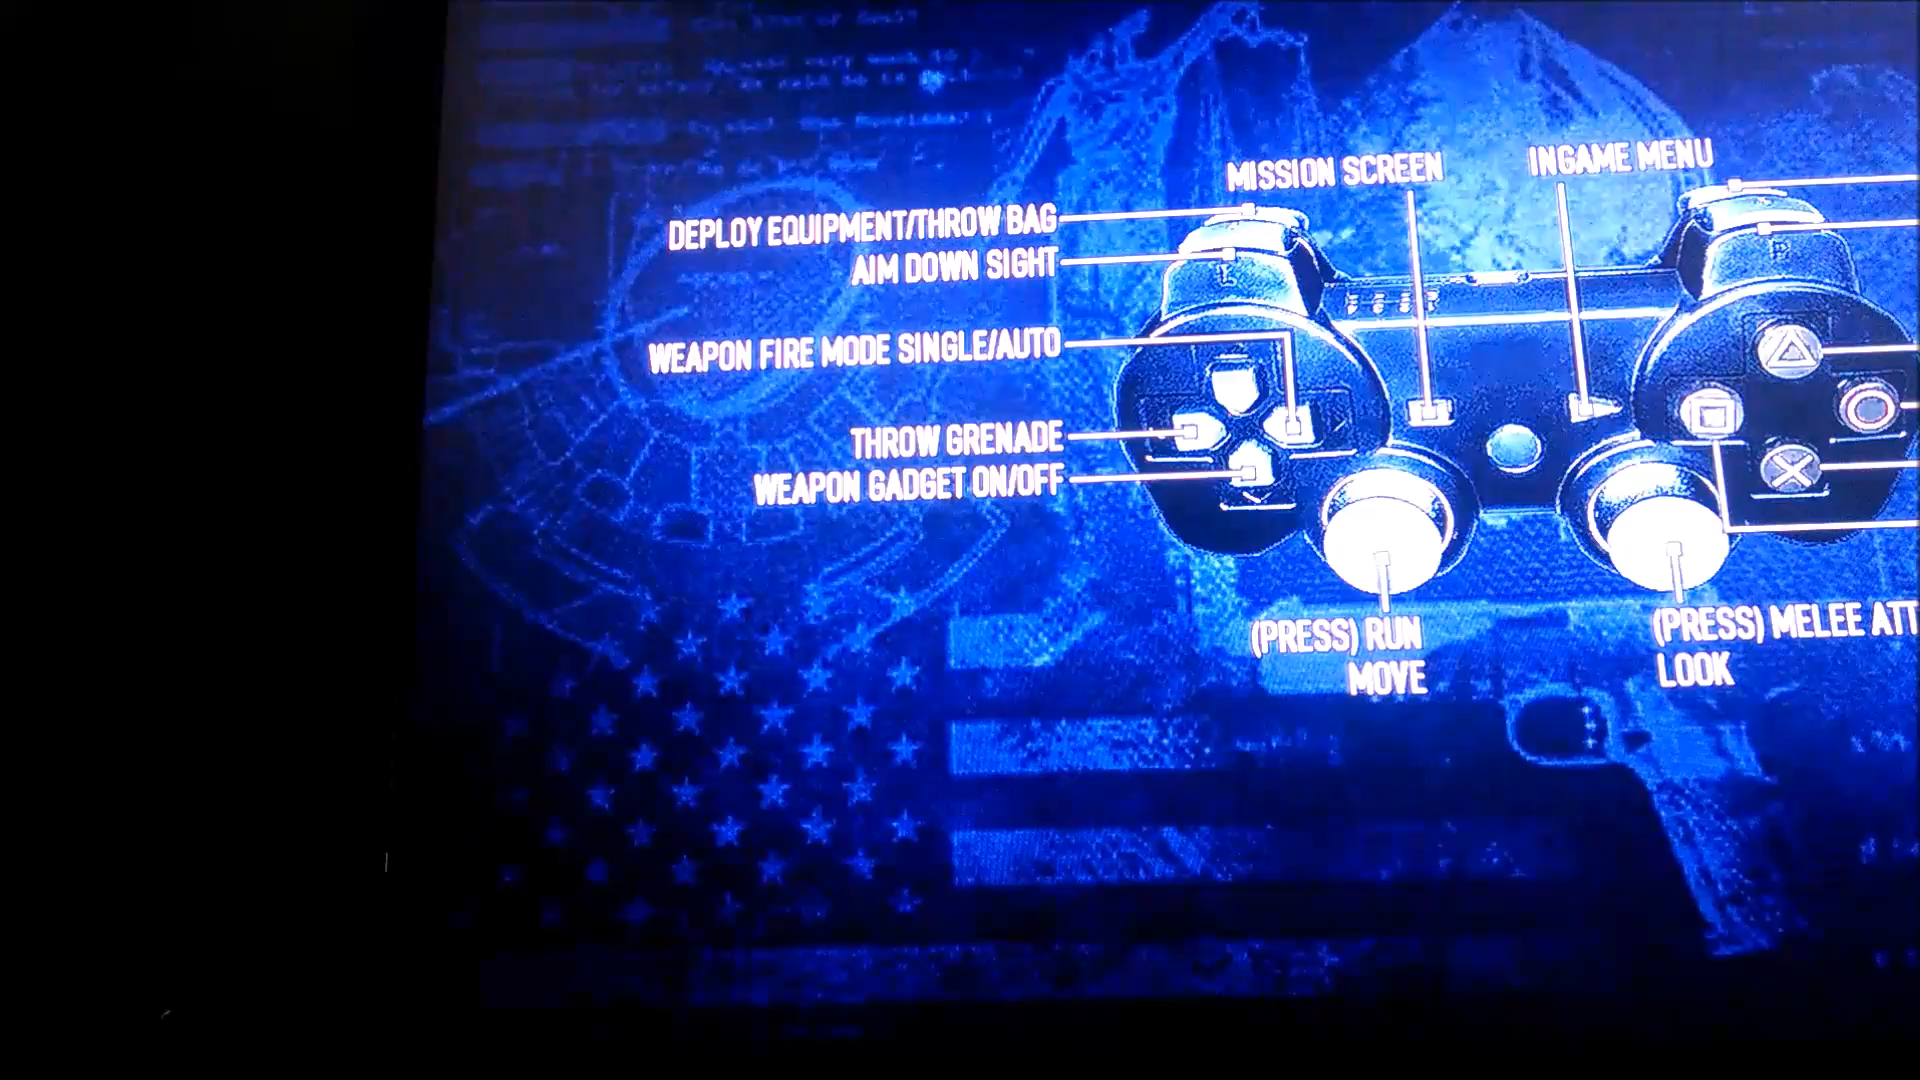 MISSION SCREEN
INGAME MENU
DEPLOY EQUIPMENT/THROW BAG
AIM DOWN SIGHT
WEAPON FIRE MODE SINGLE/AUTO
THROW GRENADE
WEAPON GADGET ON/OFF
(PRESS) RUN
MOVE
(PRESS) MELEE ATT
LOOK